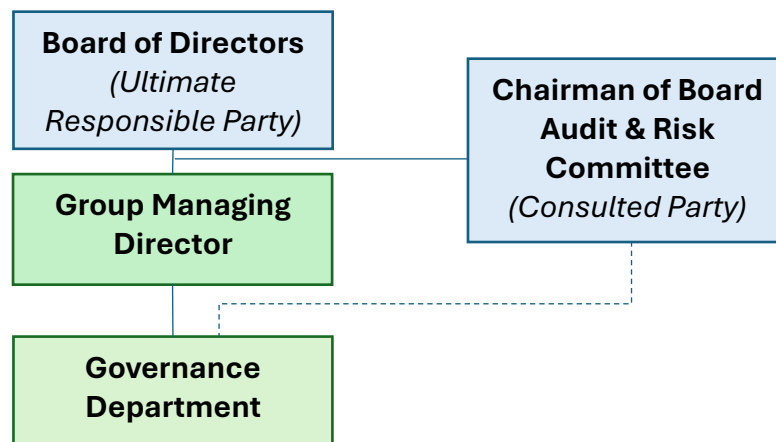 Board of Directors
(Ultimate
Responsible Party)
Chairman of Board
Audit & Risk
Committee
(Consulted Party)
Group Managing
Director
Governance
Department